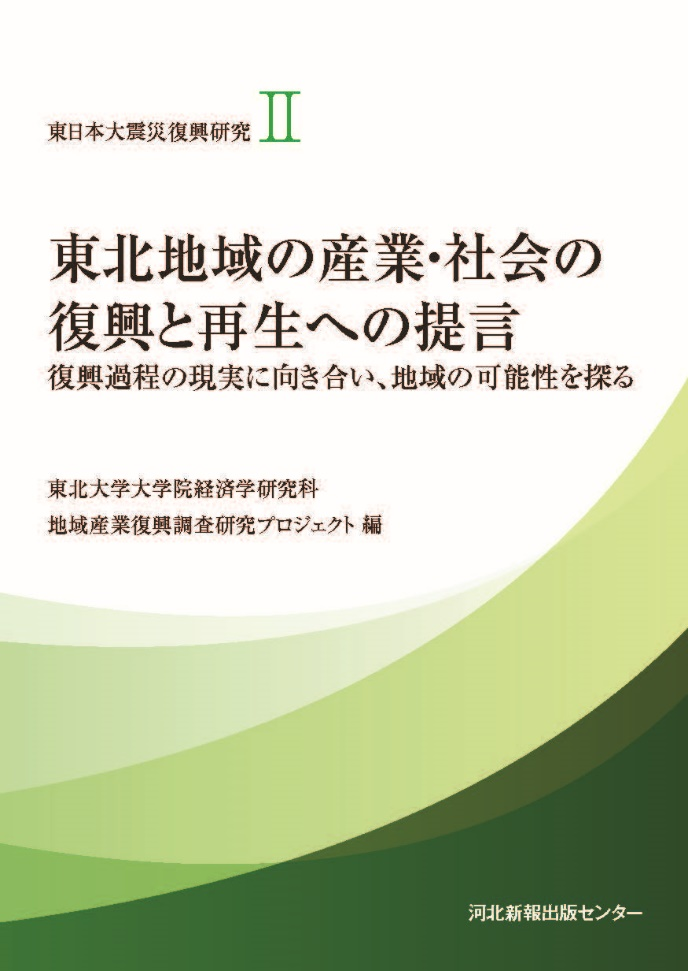 東日本大震災復興研究 II
東北地域の産業・社会の
復興と再生への提言
復興過程の現実に向き合い、地域の可能性を探る
東北大学大学院経済学研究科
地域産業復興調査研究プロジェクト 編
河北新報出版センター